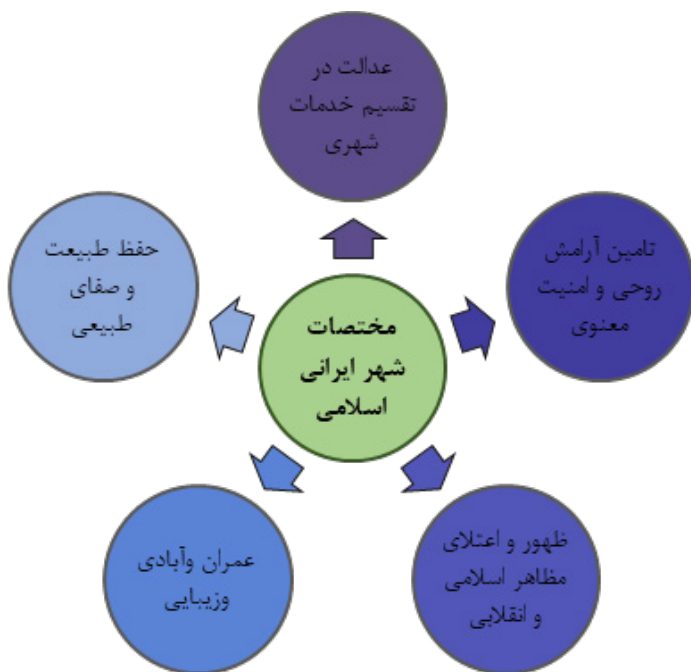 عدالت در
تقسیم خدمات
شهری
تامین آرامش
روحی و امنیت
معنوی
ظهور و اعتلای
مظاهر اسلامی
و انقلابی
عمران وآبادی
وزیبایی
حفظ طبیعت
و صفای
طبیعی
مختصات
شهر ایرانی
اسلامی